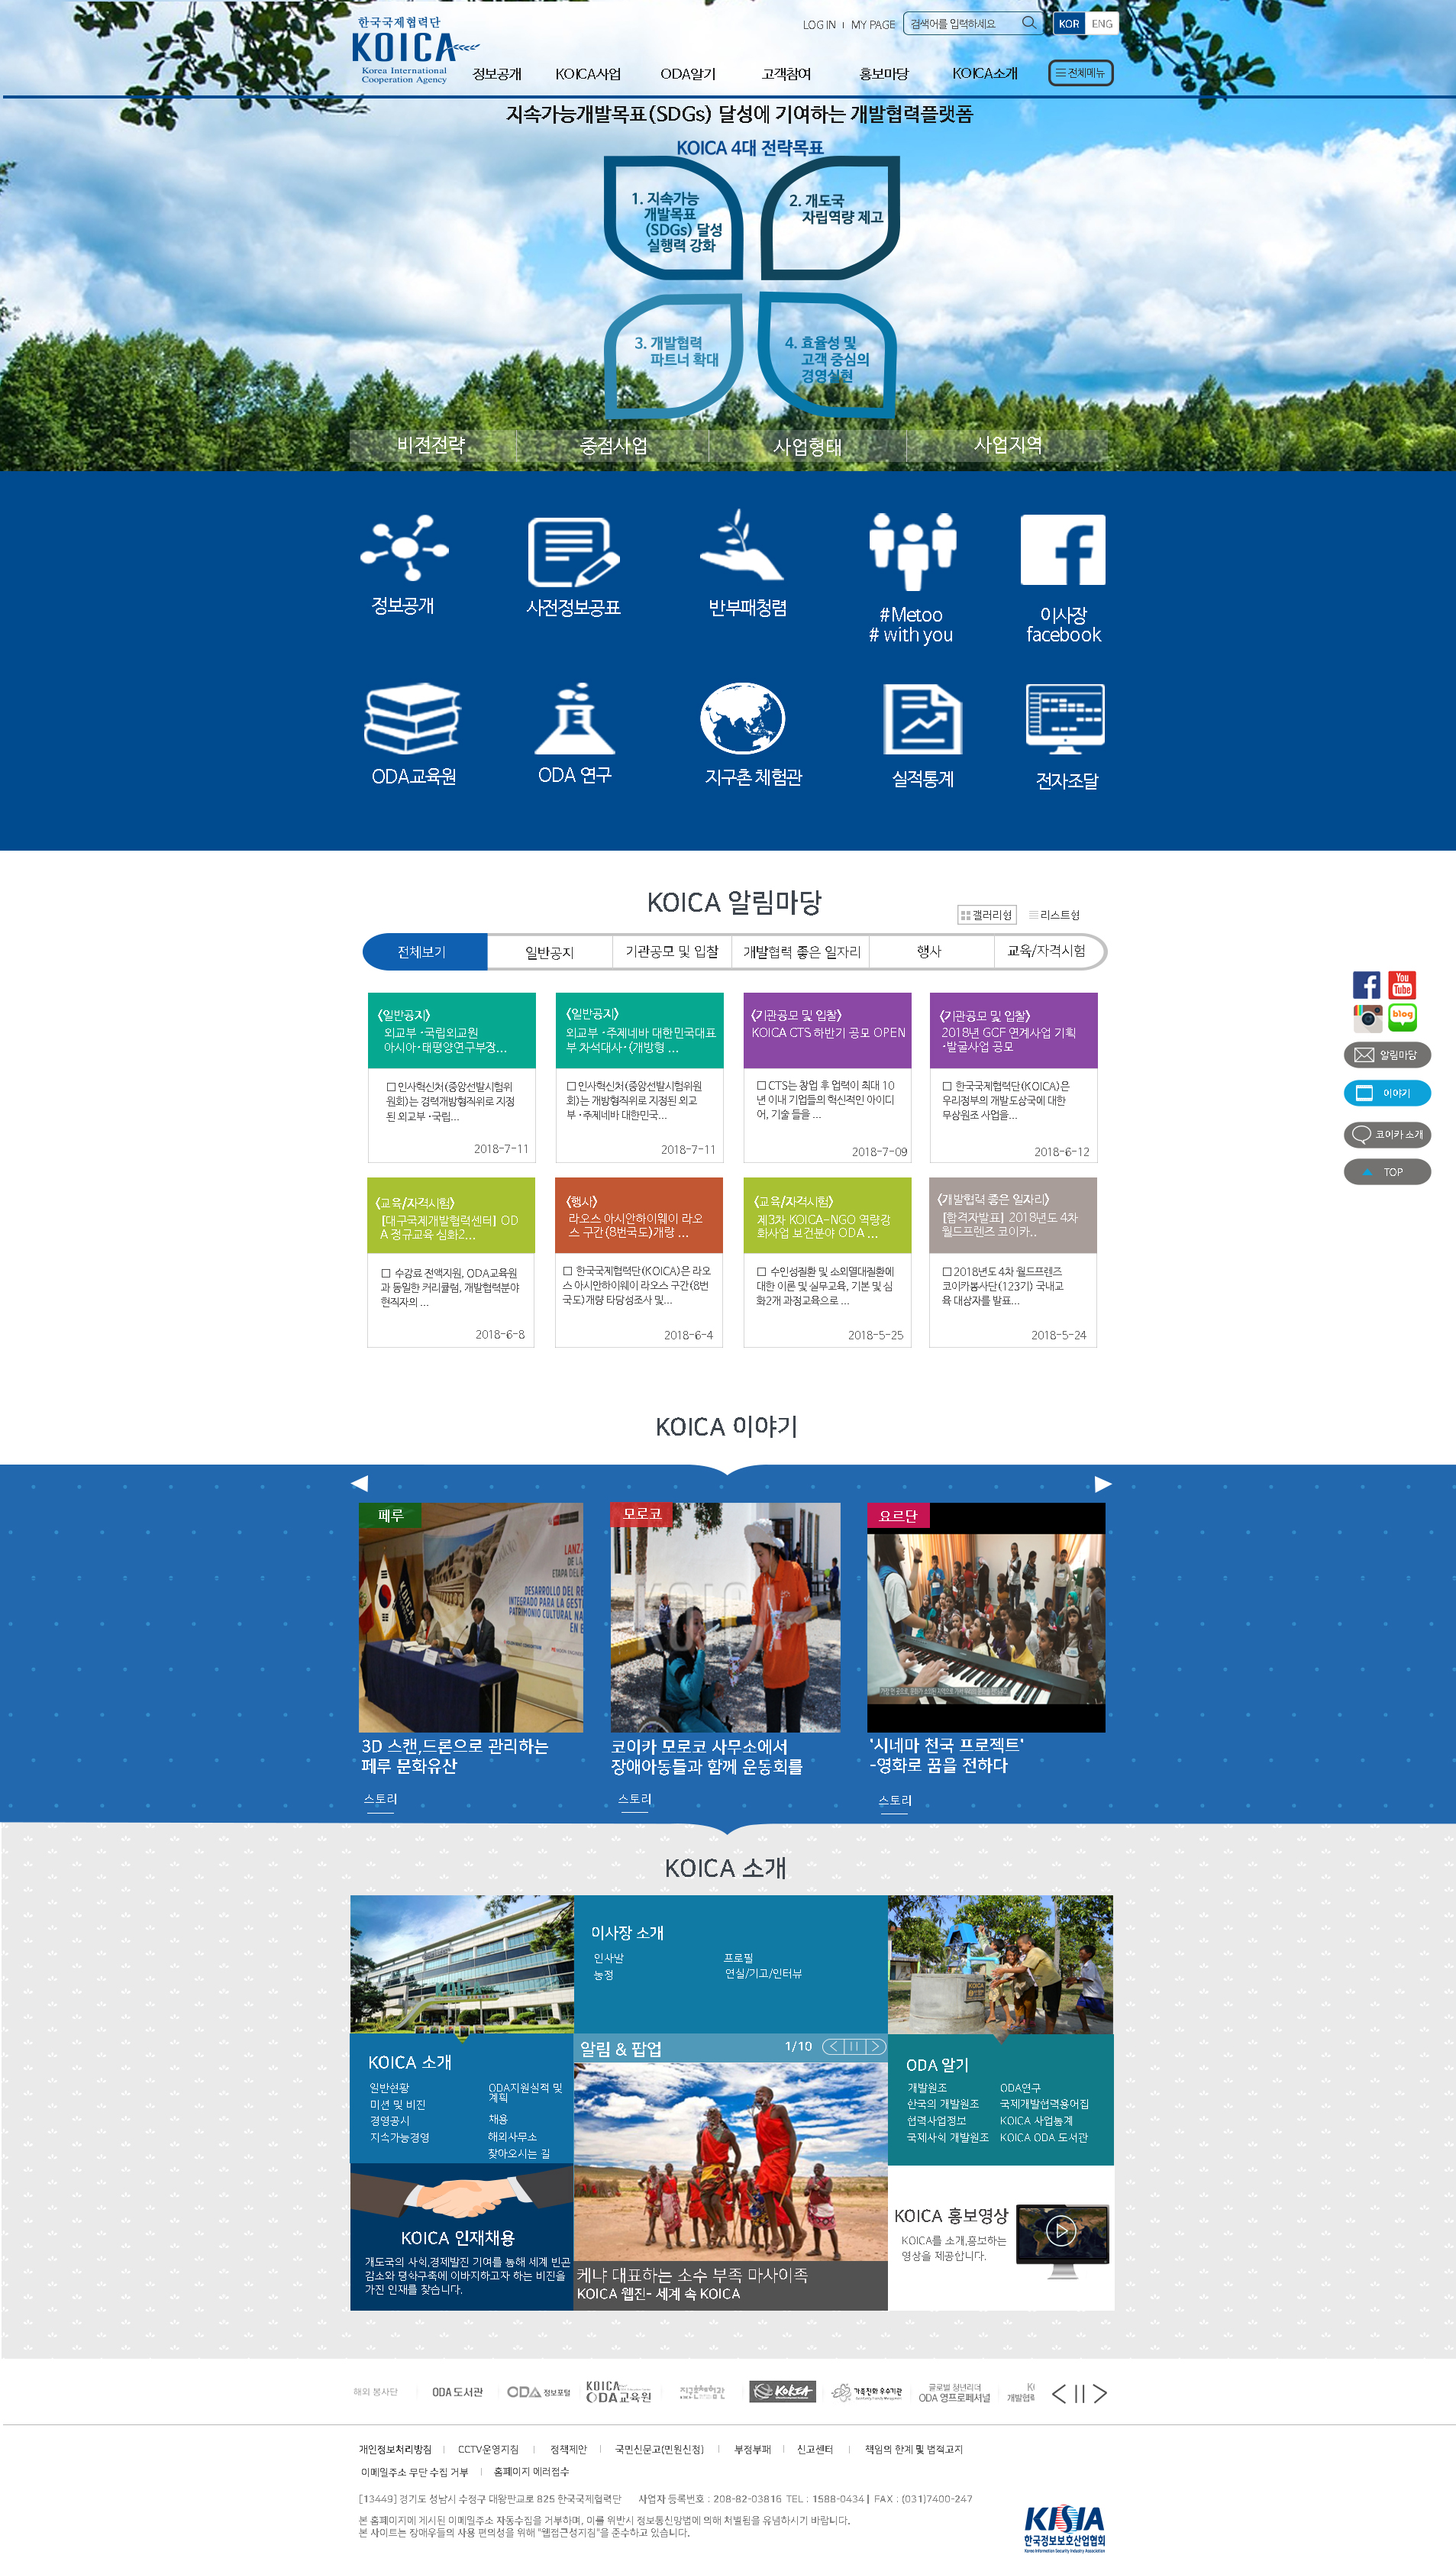 한국국제협력단
KOICA
Korea International
Cooperation Agency
LOG IN MY PAGE 검색어를 입력하세요 KOR ENG
정보공개 KOICA사업 ODA알기 고객참여 홍보마당 KOICA소개 전체메뉴
지속가능개발목표(SDGs) 달성에 기여하는 개발협력플랫폼
KOICA 4대 전략목표
1. 지속가능
개발목표
(SDGs) 달성
실행력 강화
2. 개도국
자립역량 제고
3. 개발협력
파트너 확대
4. 효율성 및
고객 중심의
경영실현
비전전략 중점사업 사업형태 사업지역
정보공개 사전정보공표 반부패청렴
#Metoo
# with you
이사장
facebook
ODA교육원 ODA 연구 지구촌 체험관 실적통계 전자조달
KOICA 알림마당
갤러리형 리스트형
전체보기 일반공지 기관공모 및 입찰 개발협력 좋은 일자리 행사 교육/자격시험
<일반공지>
외교부 ·국립외교원
아시아·태평양연구부장...
□ 인사혁신처(중앙선발시험위
원회)는 경력개방형직위로 지정
된 외교부 ·국립...
2018-7-11
<일반공지>
외교부 ·주제네바 대한민국대표
부 차석대사· (개방형 ...
□ 인사혁신처(중앙선발시험위원
회)는 개방형직위로 지정된 외교
부 ·주제네바 대한민국...
2018-7-11
<기관공모 및 입찰>
KOICA CTS 하반기 공모 OPEN
□ CTS는 창업 후 업력이 최대 10
년 이내 기업들의 혁신적인 아이디
어, 기술 들을 ...
2018-7-09
<기관공모 및 입찰>
2018년 GCF 연계사업 기획
·발굴사업 공모
□ 한국국제협력단(KOICA)은
우리정부의 개발도상국에 대한
무상원조 사업을...
2018-6-12
<교육/자격시험>
[대구국제개발협력센터] OD
A 정규교육 심화2...
□ 수강료 전액지원, ODA교육원
과 동일한 커리큘럼, 개발협력분야
현직자의 ...
2018-6-8
<행사>
라오스 아시안하이웨이 라오
스 구간(8번국도)개량 ...
□ 한국국제협력단(KOICA)은 라오
스 아시안하이웨이 라오스 구간(8번
국도)개량 타당성조사 및...
2018-6-4
<교육/자격시험>
제3차 KOICA-NGO 역량강
화사업 보건분야 ODA ...
□ 수인성질환 및 소외열대질환에
대한 이론 및 실무교육, 기본 및 심
화2개 과정교육으로 ...
2018-5-25
<개발협력 좋은 일자리>
[합격자발표] 2018년도 4차
월드프렌즈 코이카..
□ 2018년도 4차 월드프렌즈
코이카봉사단(123기) 국내교
육 대상자를 발표...
2018-5-24
You
Tube
blog
알림마당
이야기
코이카 소개
TOP
KOICA 이야기
페루
DESARROLLO DEL RE
INTEGRADO PARA LA GESTI
PATRIMONIO CULTURAL NA
EN E
3D 스캔,드론으로 관리하는
페루 문화유산
스토리
모로코
KOICA
코이카 모로코 사무소에서
장애아동들과 함께 운동회를
스토리
요르단
'시네마 천국 프로젝트'
-영화로 꿈을 전하다
스토리
KOICA 소개
KOICA 소개
일반현황
미션 및 비전
경영공시
지속가능경영
ODA지원실적 및
계획
채용
해외사무소
찾아오시는 길
이사장 소개
인사말 프로필
동정 연설/기고/인터뷰
알림 & 팝업 1/10
케냐 대표하는 소수 부족 마사이족
KOICA 웹진- 세계 속 KOICA
ODA 알기
개발원조 ODA연구
한국의 개발원조 국제개발협력용어집
협력사업정보 KOICA 사업통계
국제사회 개발원조 KOICA ODA 도서관
KOICA 인재채용
개도국의 사회,경제발전 기여를 통해 세계 빈곤
감소와 평화구축에 이바지하고자 하는 비전을
가진 인재를 찾습니다.
KOICA 홍보영상
KOICA를 소개,홍보하는
영상을 제공합니다.
해외 봉사단 ODA 도서관 ODA 정보포털 KOICA ODA교육원 지구촌체험관 KOICA 가족친화 우수기관
글로벌 청년리더
ODA 영프로페셔널
개발협력
개인정보처리방침 CCTV운영지침 정책제안 국민신문고(민원신청) 부정부패 신고센터 책임의 한계 및 법적고지
이메일주소 무단 수집 거부 홈페이지 에러접수
[13449] 경기도 성남시 수정구 대왕판교로 825 한국국제협력단 사업자 등록번호 : 208-82-03816 TEL : 1588-0434 | FAX : (031)7400-247
본 홈페이지에 게시된 이메일주소 자동수집을 거부하며, 이를 위반시 정보통신망법에 의해 처벌됨을 유념하시기 바랍니다.
본 사이트는 장애우들의 사용 편의성을 위해 "웹접근성지침"을 준수하고 있습니다.
KISIA
한국정보보호산업협회
Korea Information Security Industry Association